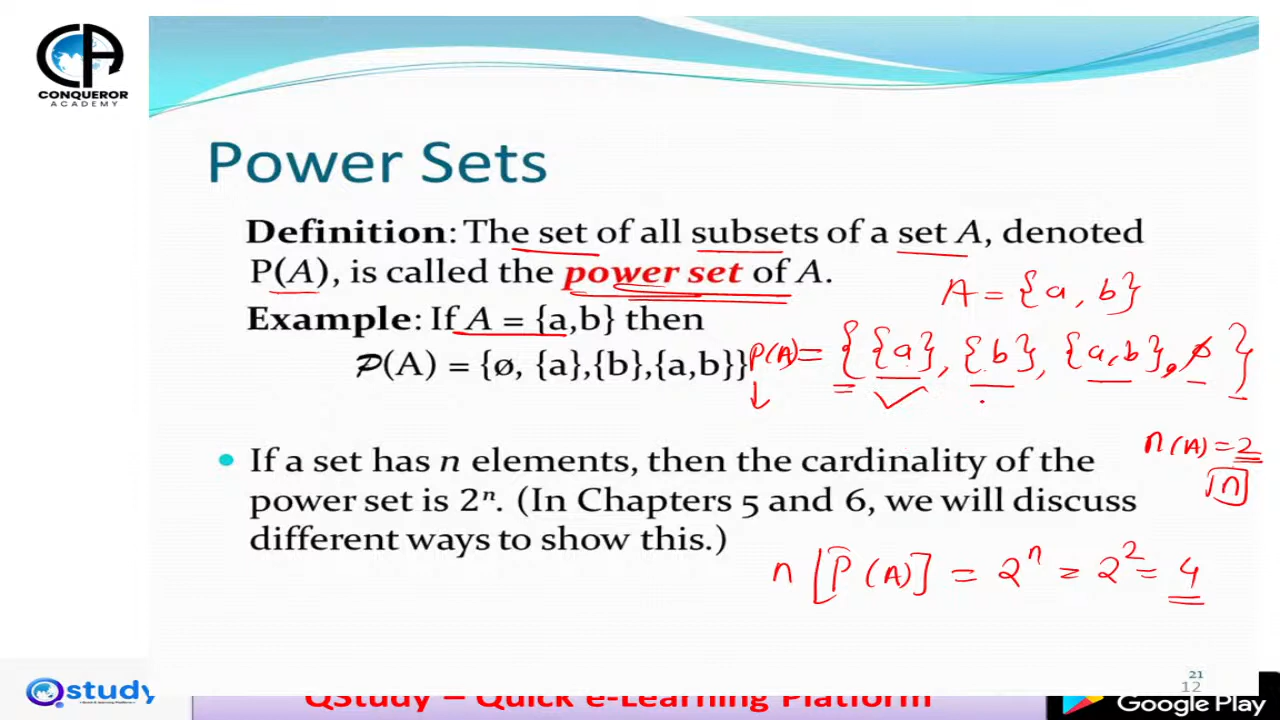 CONQUEROR
ACADEMY
Power Sets
Definition: The set of all subsets of a set A, denoted
P(A), is called the power set of A.
A = {a, b}
Example: If A = {a,b} then
𝒫(A) = {ø, {a},{b},{a,b}}
P(A) = {{a}, {b}, {a,b}, ø}
n(A) = 2
n
If a set has n elements, then the cardinality of the
power set is 2ⁿ. (In Chapters 5 and 6, we will discuss
different ways to show this.)
n[P(A)] = 2ⁿ = 2² = 4
21
12
Qstudy
QStudy – Quick e-Learning Platform
Google Play